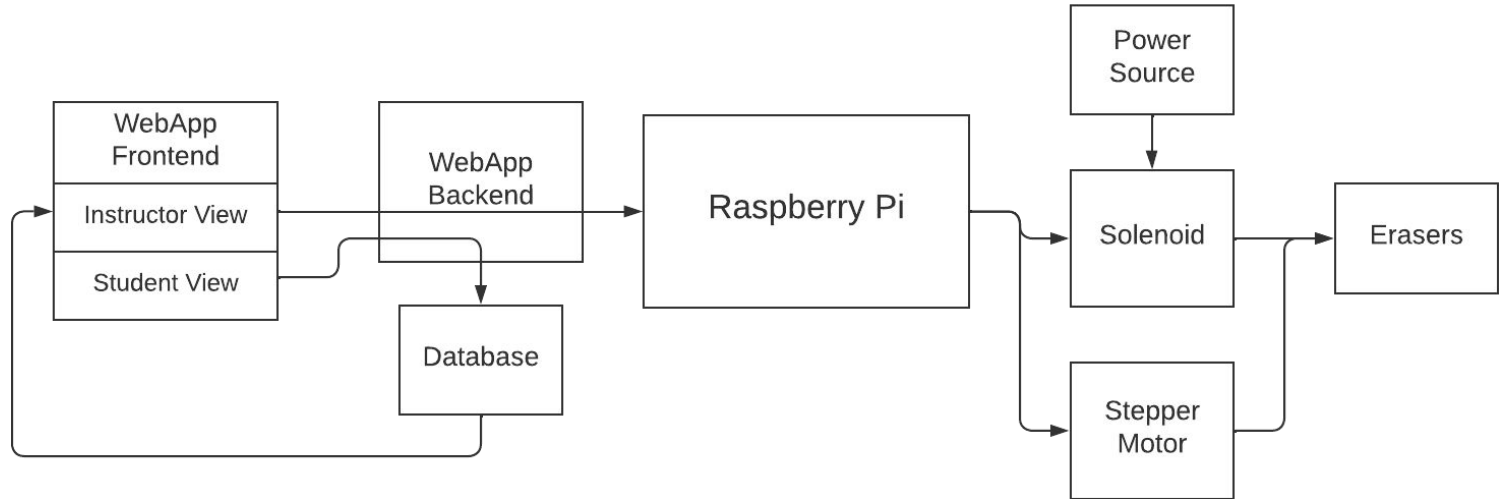 Power
Source
WebApp
Frontend
WebApp
Backend
Instructor View
Student View
Raspberry Pi
Solenoid
Erasers
Database
Stepper
Motor